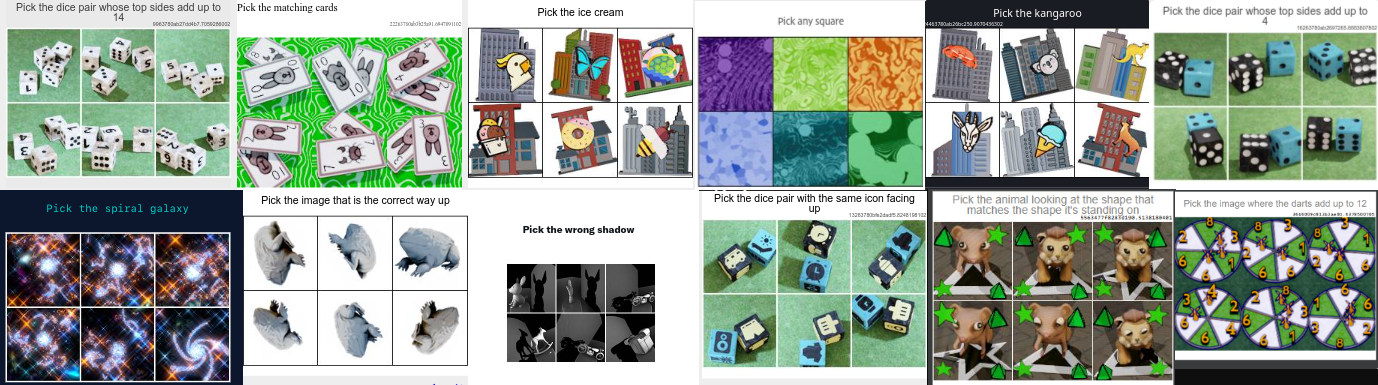 Pick the dice pair whose top sides add up to
14
Pick the matching cards
Pick the ice cream
Pick any square
Pick the kangaroo
Pick the dice pair whose top sides add up to
4
Pick the spiral galaxy
Pick the image that is the correct way up
Pick the wrong shadow
Pick the dice pair with the same icon facing
up
Pick the animal looking at the shape that
matches the shape it's standing on
Pick the image where the darts add up to 12